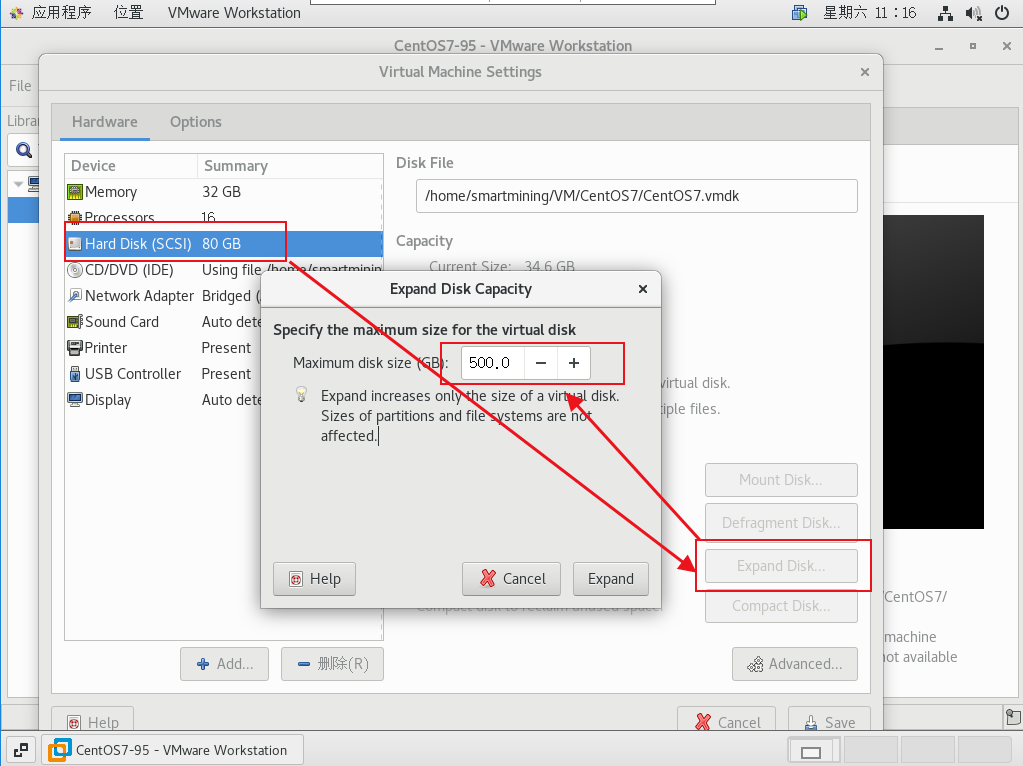 应用程序 位置 VMware Workstation 星期六 11:16
CentOS7-95 - VMware Workstation
Virtual Machine Settings
File
Hardware Options
Device Summary
Memory 32 GB
Processors 16
Hard Disk (SCSI) 80 GB
CD/DVD (IDE) Using file /home/smartmining
Network Adapter Bridged (
Sound Card Auto dete
Printer Present
USB Controller Present
Display Auto dete
Disk File
/home/smartmining/VM/CentOS7/CentOS7.vmdk
Capacity
Current Size: 34.6 GB
Expand Disk Capacity
Specify the maximum size for the virtual disk
Maximum disk size (GB): 500.0 − +
Expand increases only the size of a virtual disk.
Sizes of partitions and file systems are not
affected.
Help Cancel Expand
virtual disk.
tiple files.
Mount Disk...
Defragment Disk...
Expand Disk...
Compact disk to reclaim unused space.
Compact Disk...
CentOS7/
machine
not available
Add... 删除(R) Advanced...
Help Cancel Save
CentOS7-95 - VMware Workstation